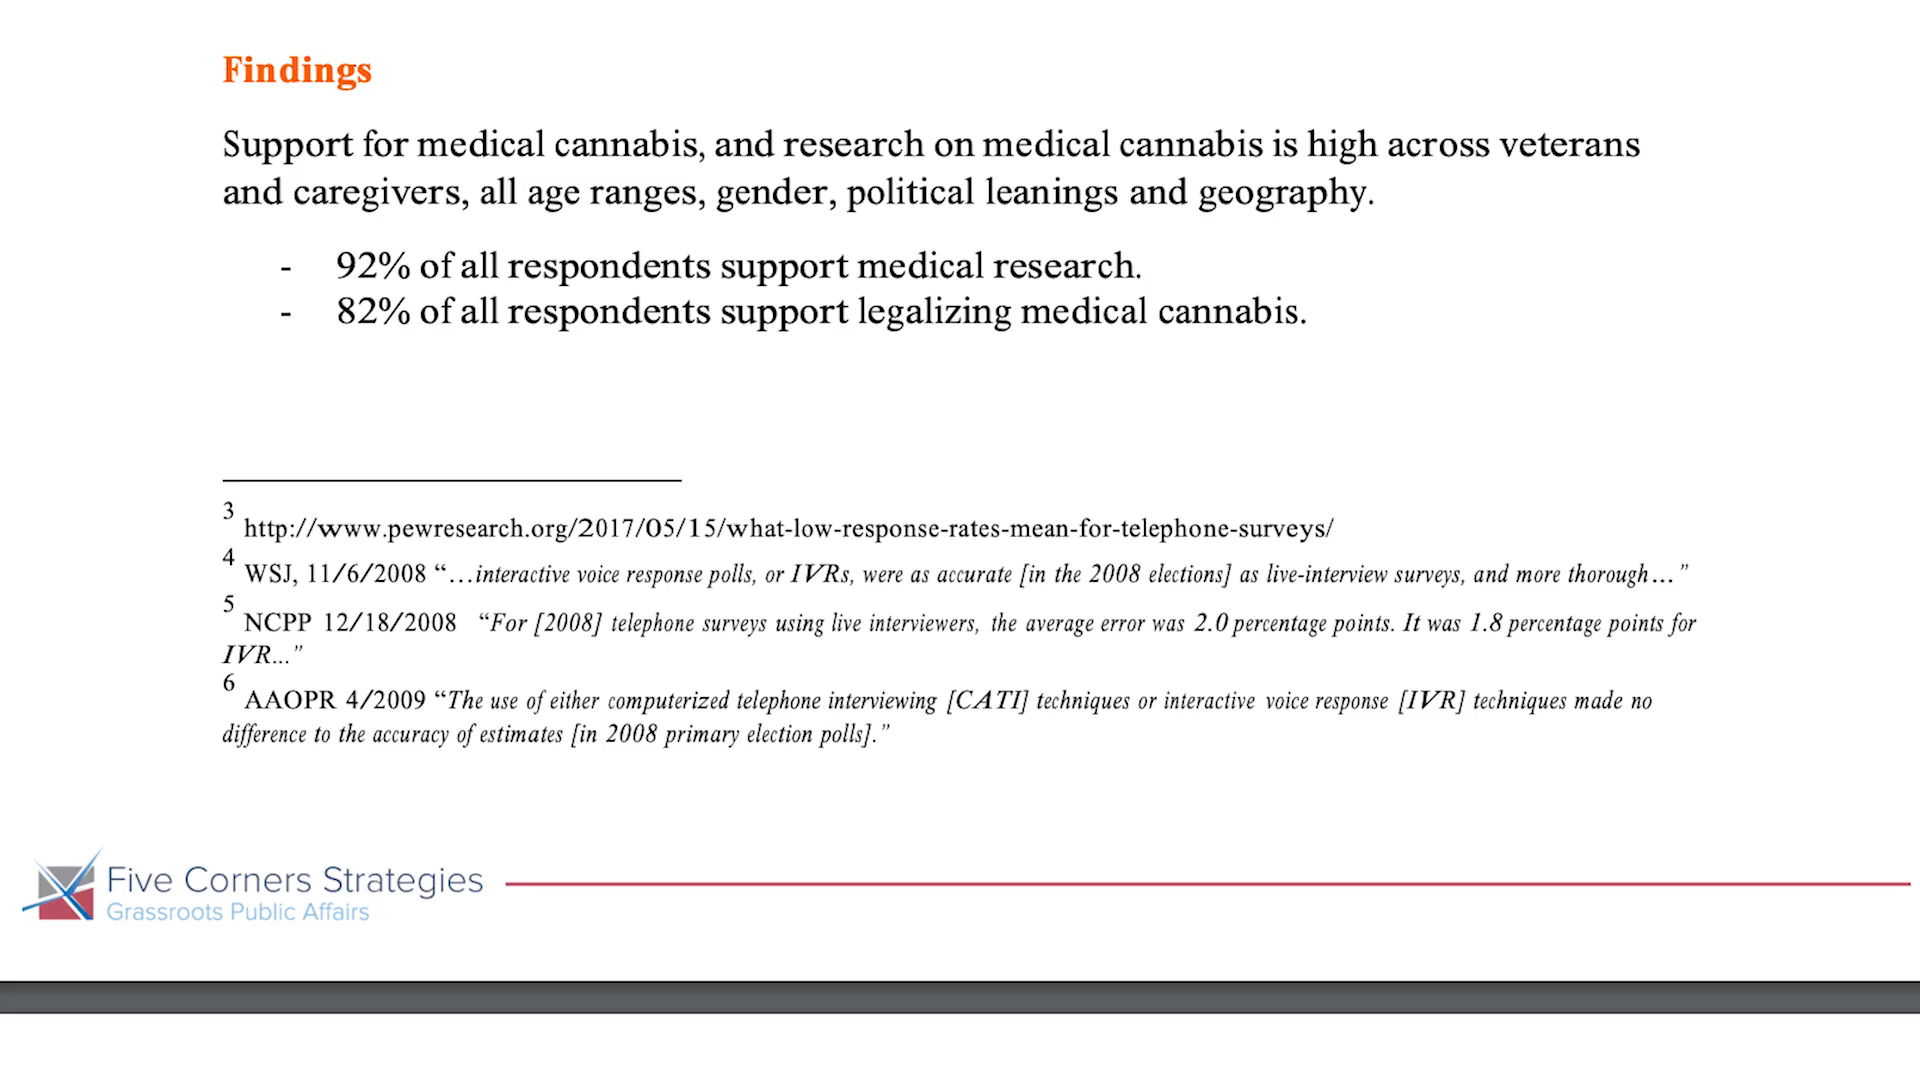 Findings
Support for medical cannabis, and research on medical cannabis is high across veterans
and caregivers, all age ranges, gender, political leanings and geography.
- 92% of all respondents support medical research.
- 82% of all respondents support legalizing medical cannabis.
3 http://www.pewresearch.org/2017/05/15/what-low-response-rates-mean-for-telephone-surveys/
4 WSJ, 11/6/2008 “…interactive voice response polls, or IVRs, were as accurate [in the 2008 elections] as live-interview surveys, and more thorough…”
5 NCPP 12/18/2008 “For [2008] telephone surveys using live interviewers, the average error was 2.0 percentage points. It was 1.8 percentage points for
IVR...”
6 AAOPR 4/2009 “The use of either computerized telephone interviewing [CATI] techniques or interactive voice response [IVR] techniques made no
difference to the accuracy of estimates [in 2008 primary election polls].”
Five Corners Strategies
Grassroots Public Affairs